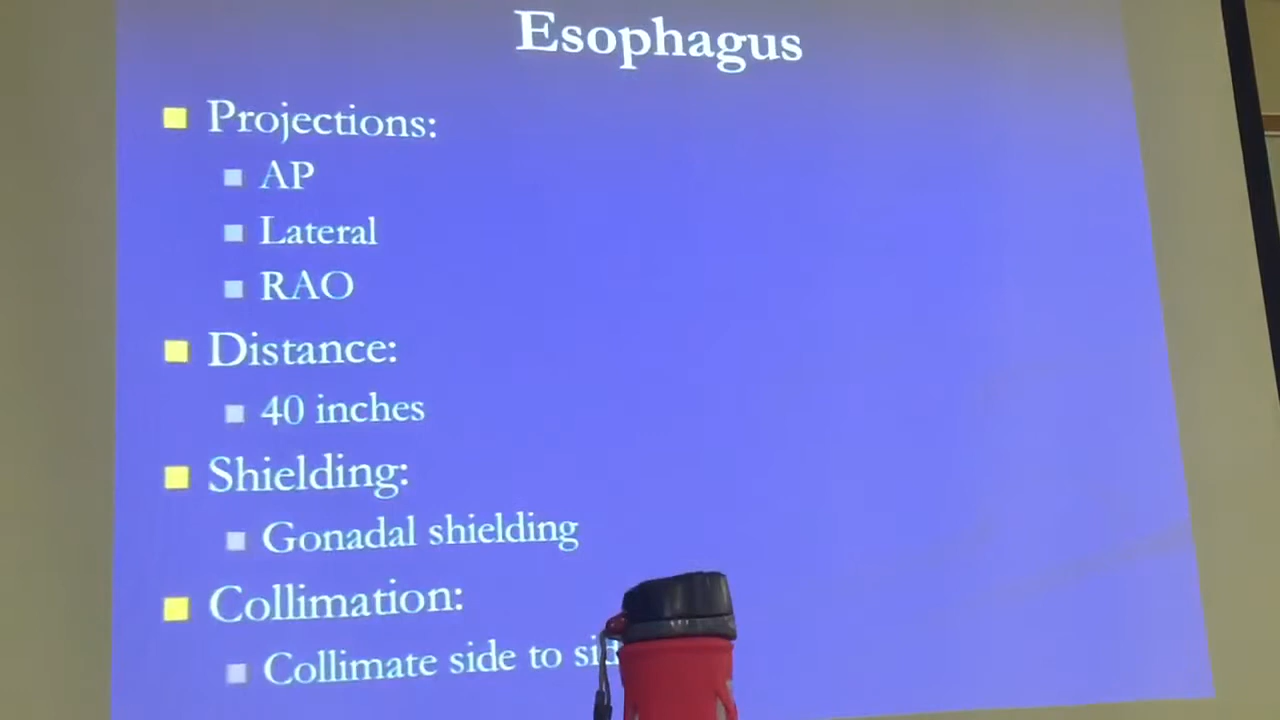 Esophagus
Projections:
AP
Lateral
RAO
Distance:
40 inches
Shielding:
Gonadal shielding
Collimation:
Collimate side to